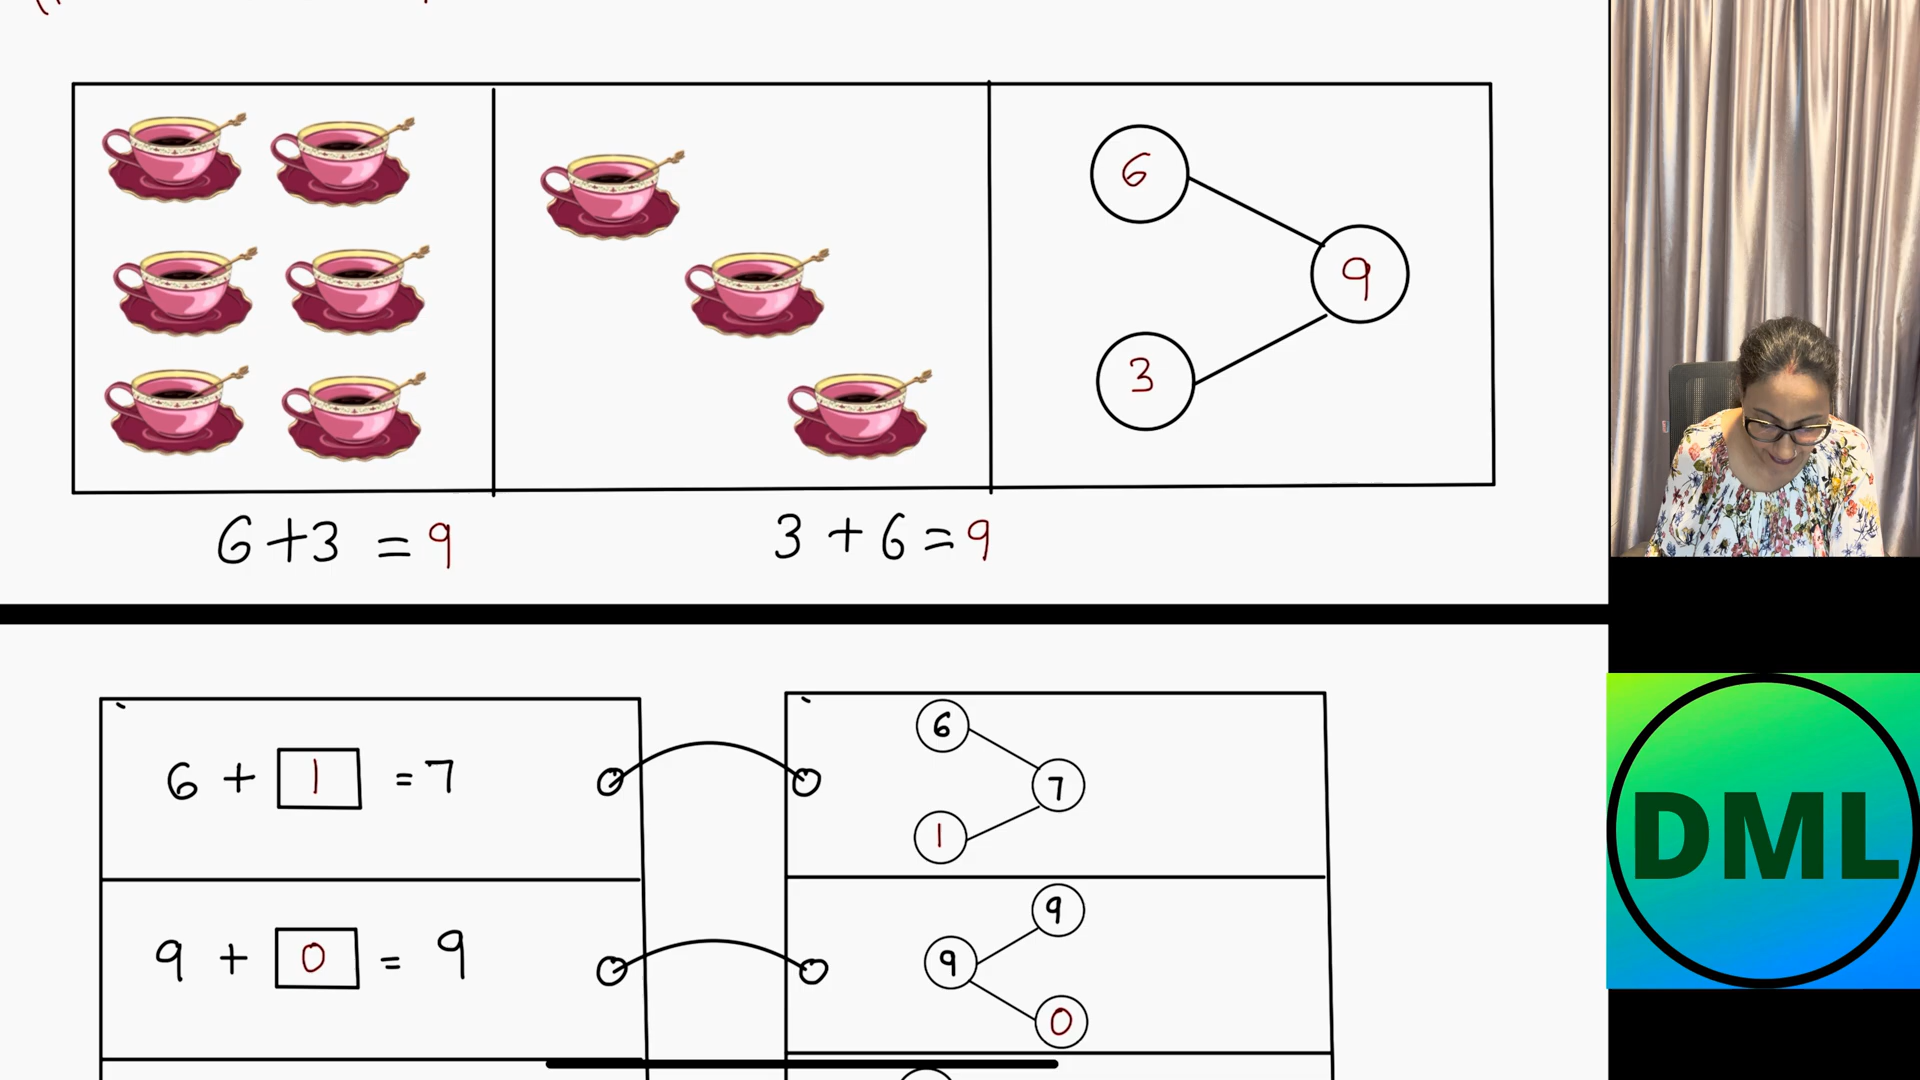 6
9
3
6+3 = 9
3 + 6 = 9
6 + 1 = 7
6
7
1
9 + 0 = 9
9
9
0
DML